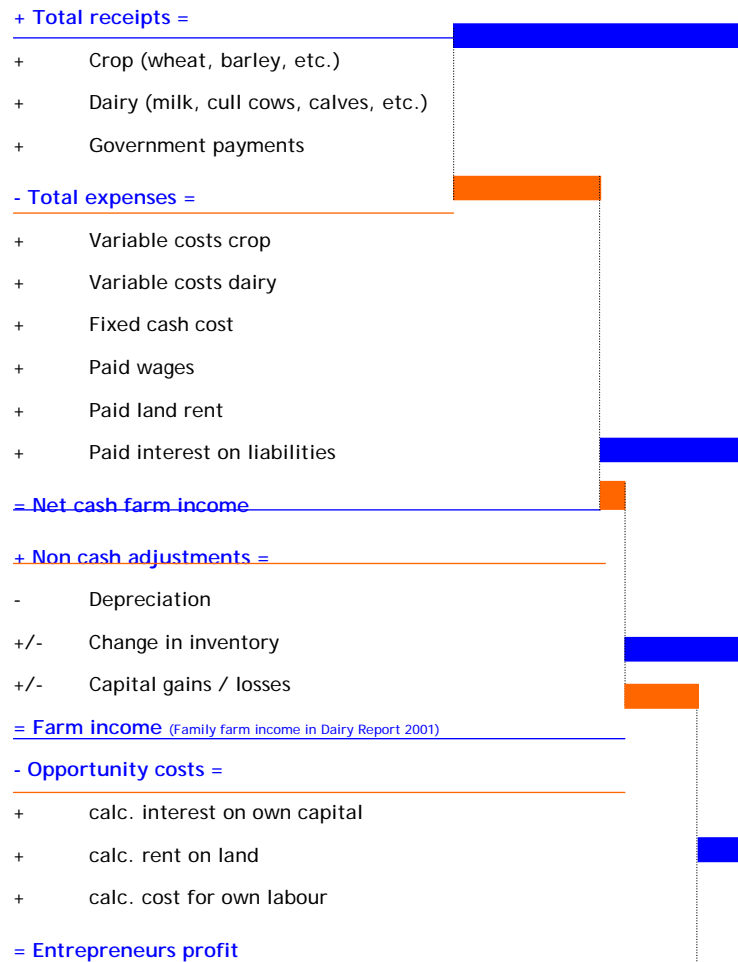 + Total receipts =
+ Crop (wheat, barley, etc.)
+ Dairy (milk, cull cows, calves, etc.)
+ Government payments
- Total expenses =
+ Variable costs crop
+ Variable costs dairy
+ Fixed cash cost
+ Paid wages
+ Paid land rent
+ Paid interest on liabilities
= Net cash farm income
+ Non cash adjustments =
- Depreciation
+/- Change in inventory
+/- Capital gains / losses
= Farm income (Family farm income in Dairy Report 2001)
- Opportunity costs =
+ calc. interest on own capital
+ calc. rent on land
+ calc. cost for own labour
= Entrepreneurs profit